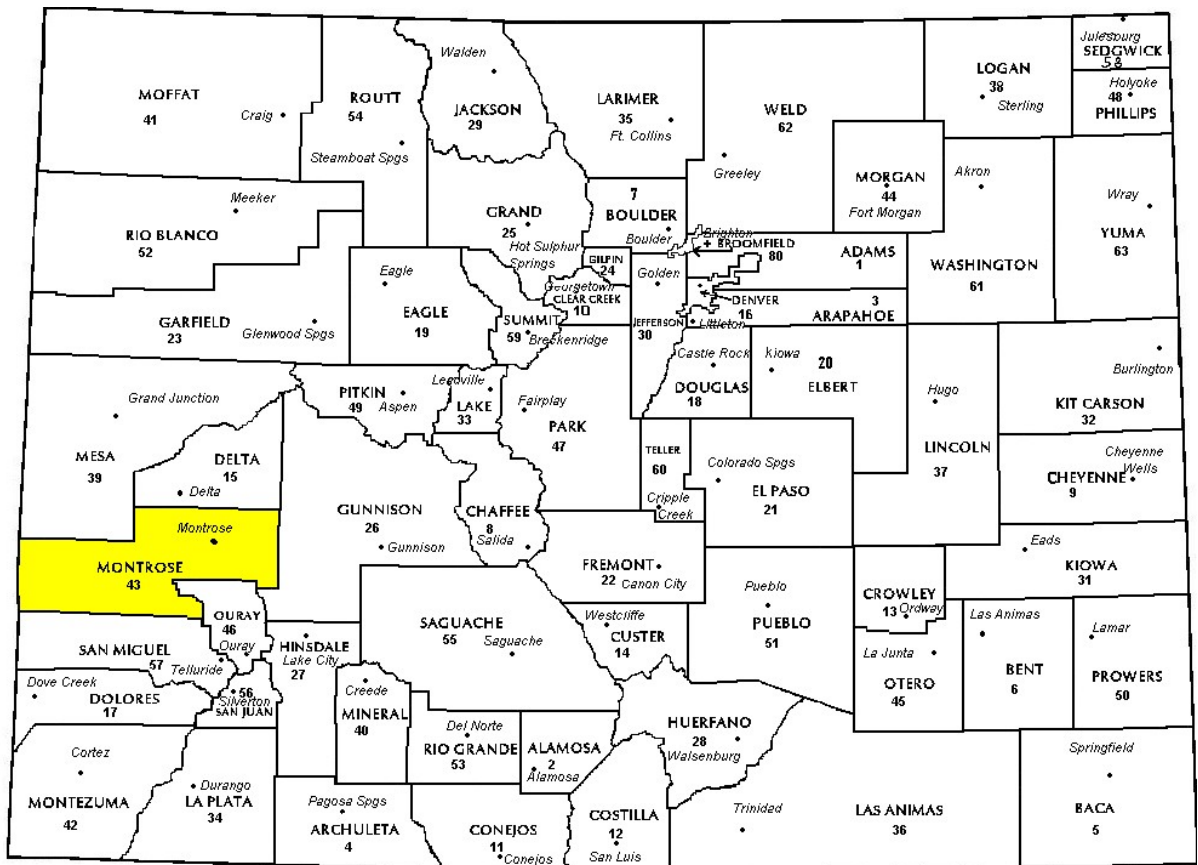 Julesburg
SEDGWICK
58
Walden
LOGAN
38
Sterling
Holyoke
48
PHILLIPS
MOFFAT
41
Craig
ROUTT
54
Steamboat Spgs
JACKSON
29
LARIMER
35
Ft. Collins
WELD
62
Greeley
MORGAN
44
Fort Morgan
Akron
WASHINGTON
61
Wray
YUMA
63
Meeker
RIO BLANCO
52
GRAND
25
Hot Sulphur
Springs
7
BOULDER
Boulder
Brighton
+ BROOMFIELD
80
ADAMS
1
GILPIN
24
Golden
Georgetown
CLEAR CREEK
10
DENVER
16
3
ARAPAHOE
Littleton
JEFFERSON
30
Eagle
EAGLE
19
GARFIELD
23
Glenwood Spgs
SUMMIT
59
Breckenridge
Castle Rock
DOUGLAS
18
Kiowa
20
ELBERT
Burlington
KIT CARSON
32
Hugo
LINCOLN
37
Grand Junction
MESA
39
PITKIN
49
Aspen
Leadville
LAKE
33
Fairplay
PARK
47
TELLER
60
Cripple
Creek
Colorado Spgs
EL PASO
21
Cheyenne
Wells
CHEYENNE
9
DELTA
15
Delta
GUNNISON
26
Gunnison
CHAFFEE
8
Salida
Montrose
MONTROSE
43
FREMONT
22
Canon City
Eads
KIOWA
31
Pueblo
PUEBLO
51
CROWLEY
13
Ordway
OURAY
46
Ouray
HINSDALE
Lake City
27
SAGUACHE
55
Saguache
Westcliffe
CUSTER
14
Las Animas
BENT
6
Lamar
PROWERS
50
La Junta
OTERO
45
SAN MIGUEL
57
Telluride
Dove Creek
DOLORES
17
56
Silverton
SAN JUAN
Creede
MINERAL
40
Del Norte
RIO GRANDE
53
ALAMOSA
2
Alamosa
HUERFANO
28
Walsenburg
Cortez
MONTEZUMA
42
Durango
LA PLATA
34
Pagosa Spgs
ARCHULETA
4
CONEJOS
11
Conejos
COSTILLA
12
San Luis
Trinidad
LAS ANIMAS
36
Springfield
BACA
5